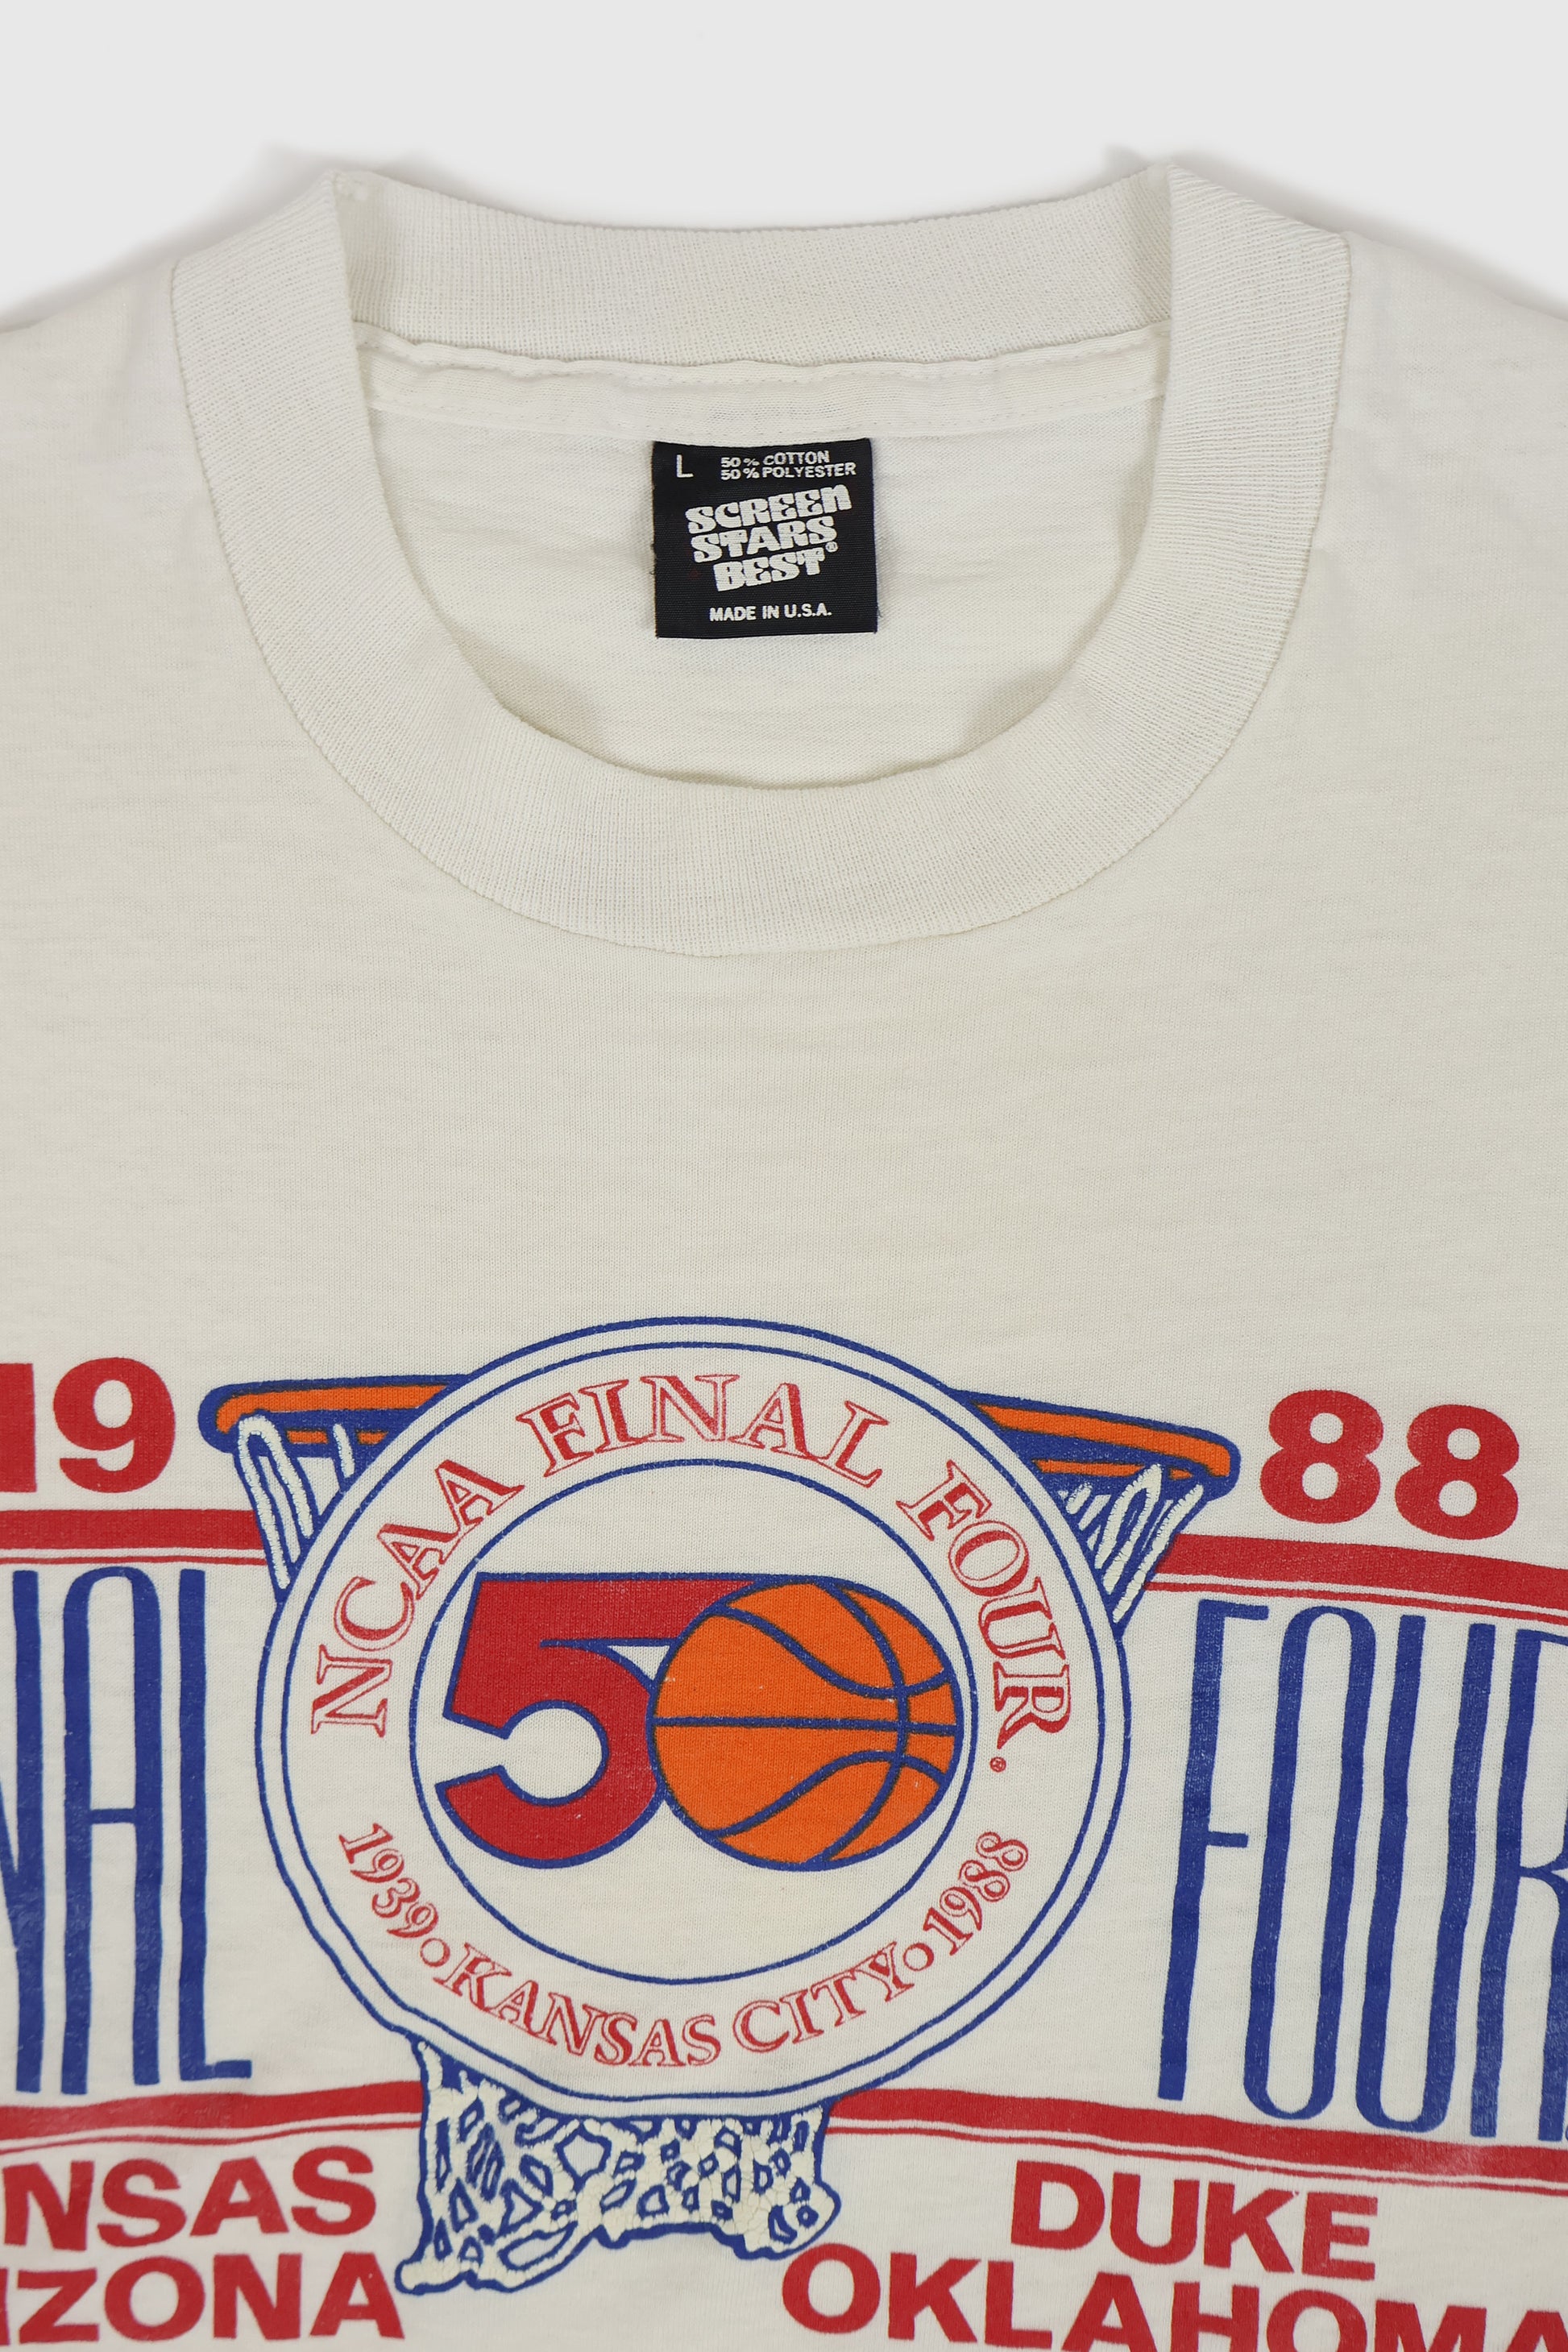 L 50% COTTON
50% POLYESTER
SCREEN
STARS
BEST®
MADE IN U.S.A.
19 88
NCAA FINAL FOUR®
NAL FOUR
50
1939 • KANSAS CITY • 1988
NSAS DUKE
IZONA OKLAHOMA